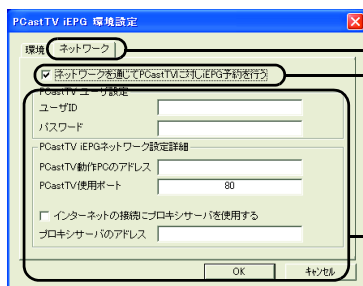 PCastTV iEPG 環境設定
環境 ネットワーク
ネットワークを通じてPCastTVに対しiEPG予約を行う
PCastTV ユーザ設定
ユーザID
パスワード
PCastTV iEPGネットワーク設定詳細
PCastTV動作PCのアドレス
PCastTV使用ポート 80
インターネットの接続にプロキシサーバを使用する
プロキシサーバのアドレス
OK キャンセル